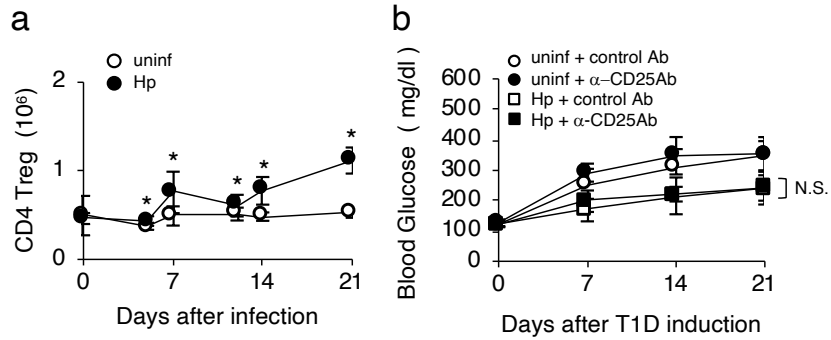 a
uninf
Hp
CD4 Treg (10⁶)
2
1
0
* * * * *
0 7 14 21
Days after infection
b
uninf + control Ab
uninf + α–CD25Ab
Hp + control Ab
Hp + α-CD25Ab
Blood Glucose ( mg/dl )
600
500
400
300
200
100
0
N.S.
0 7 14 21
Days after T1D induction